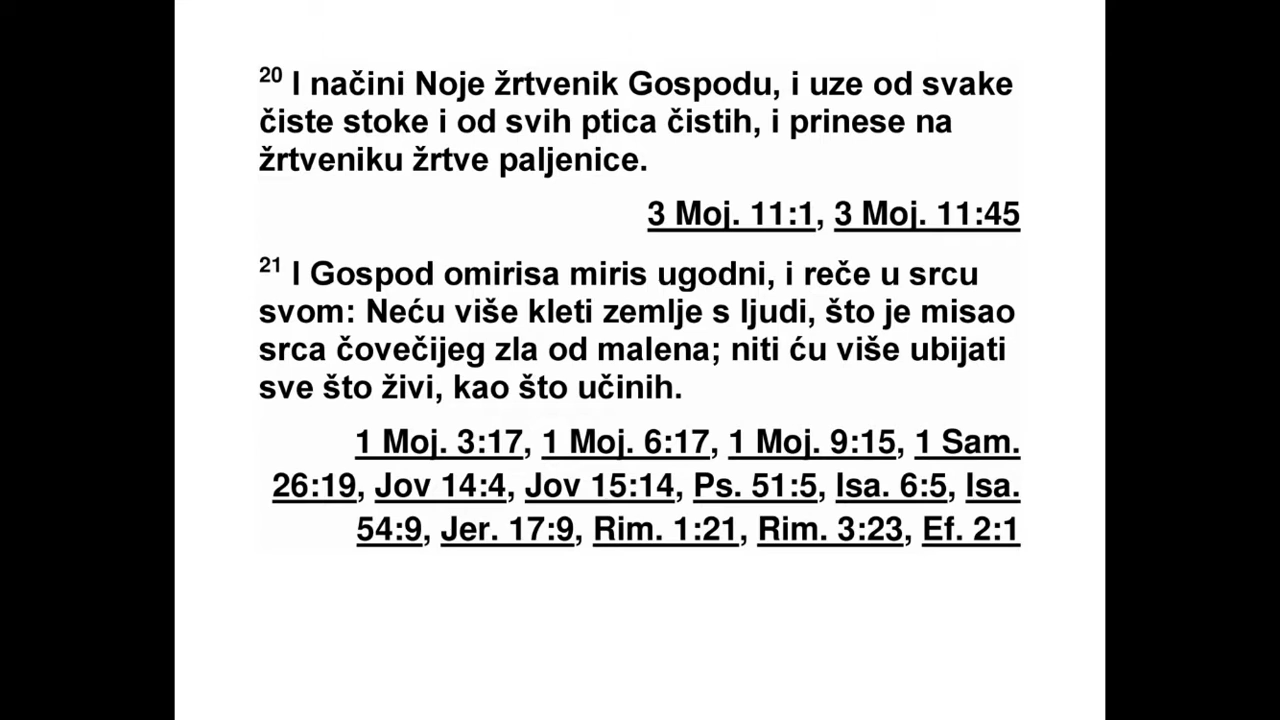 20 I načini Noje žrtvenik Gospodu, i uze od svake
čiste stoke i od svih ptica čistih, i prinese na
žrtveniku žrtve paljenice.
3 Moj. 11:1, 3 Moj. 11:45
21 I Gospod omirisa miris ugodni, i reče u srcu
svom: Neću više kleti zemlje s ljudi, što je misao
srca čovečijeg zla od malena; niti ću više ubijati
sve što živi, kao što učinih.
1 Moj. 3:17, 1 Moj. 6:17, 1 Moj. 9:15, 1 Sam.
26:19, Jov 14:4, Jov 15:14, Ps. 51:5, Isa. 6:5, Isa.
54:9, Jer. 17:9, Rim. 1:21, Rim. 3:23, Ef. 2:1